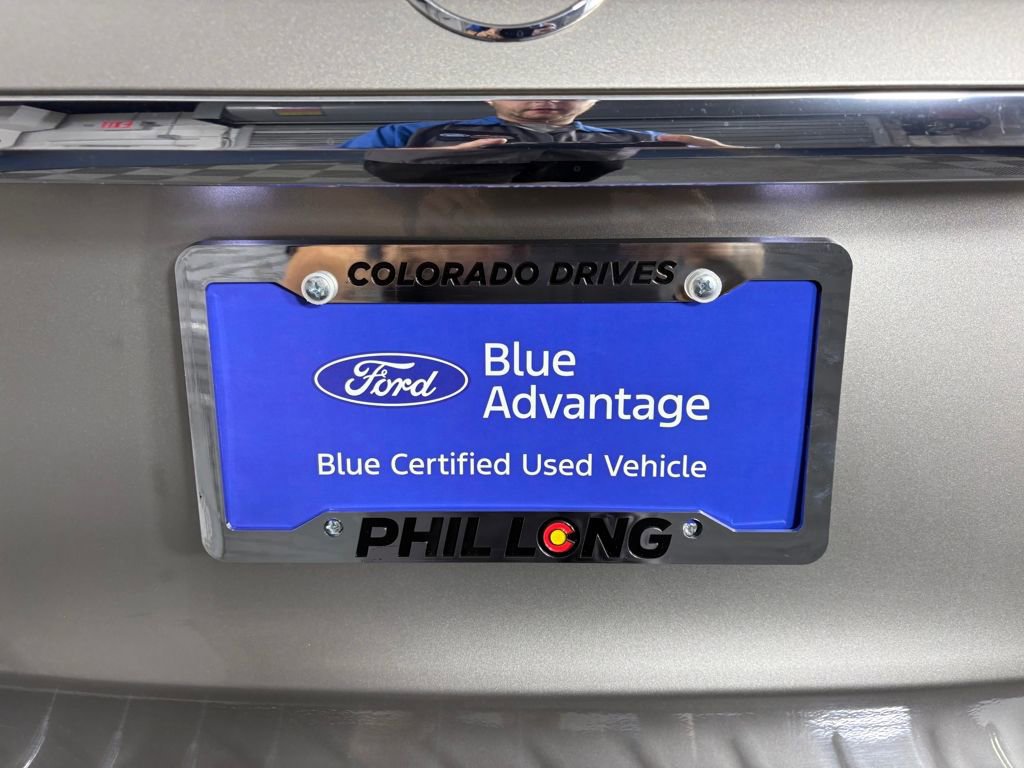 COLORADO DRIVES
Ford
Blue
Advantage
Blue Certified Used Vehicle
PHIL LONG